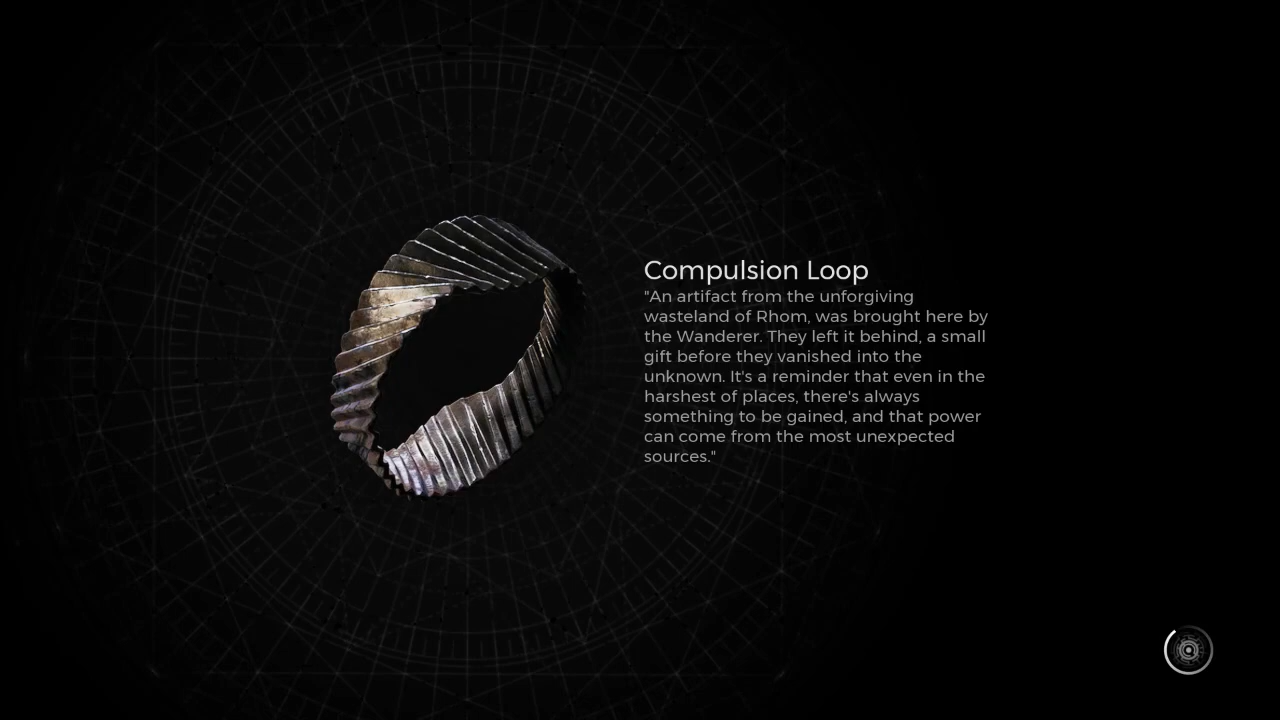 Compulsion Loop
"An artifact from the unforgiving
wasteland of Rhom, was brought here by
the Wanderer. They left it behind, a small
gift before they vanished into the
unknown. It's a reminder that even in the
harshest of places, there's always
something to be gained, and that power
can come from the most unexpected
sources."